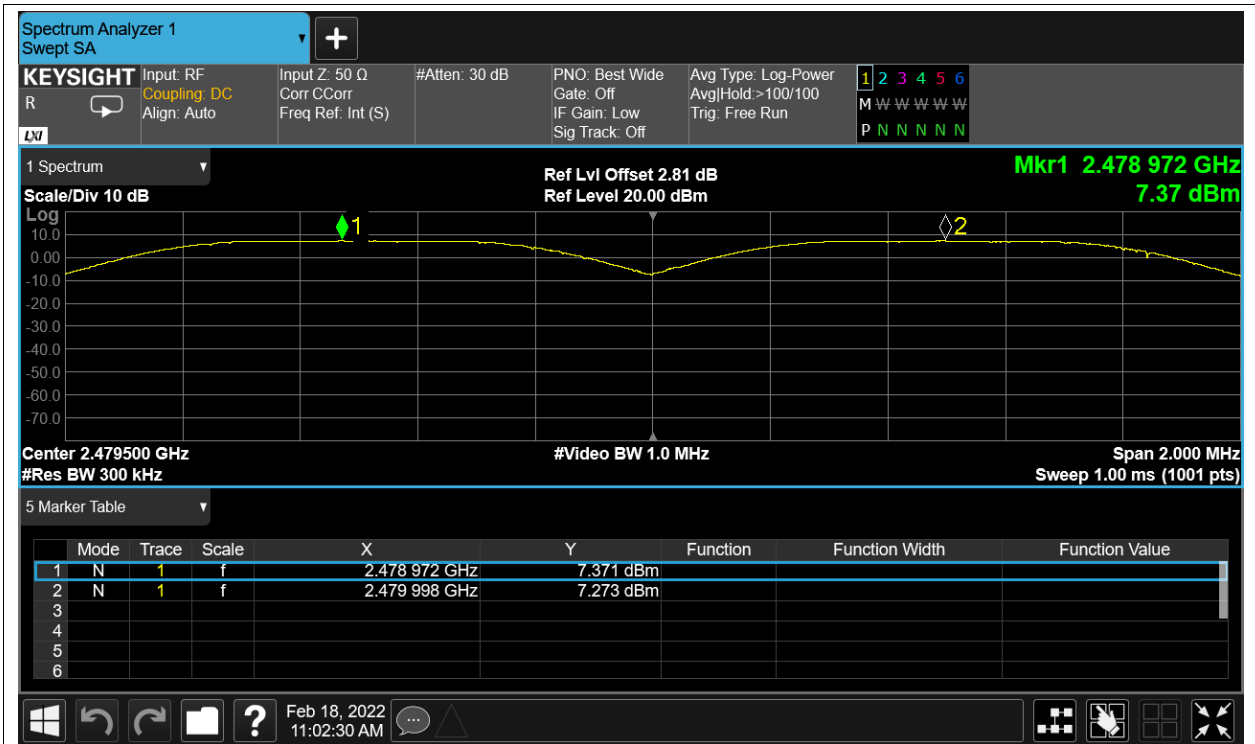 Spectrum Analyzer 1
Swept SA
KEYSIGHT Input: RF Input Z: 50 Ω #Atten: 30 dB PNO: Best Wide Avg Type: Log-Power 1 2 3 4 5 6
R Coupling: DC Corr CCorr Gate: Off Avg|Hold:>100/100 M W W W W W
Align: Auto Freq Ref: Int (S) IF Gain: Low Trig: Free Run
LXI Sig Track: Off P N N N N N
1 Spectrum Ref Lvl Offset 2.81 dB Mkr1 2.478 972 GHz
Scale/Div 10 dB Ref Level 20.00 dBm 7.37 dBm
Log
1 2
10.0
0.00
-10.0
-20.0
-30.0
-40.0
-50.0
-60.0
-70.0
Center 2.479500 GHz #Video BW 1.0 MHz Span 2.000 MHz
#Res BW 300 kHz Sweep 1.00 ms (1001 pts)
5 Marker Table
Mode Trace Scale X Y Function Function Width Function Value
1 N 1 f 2.478 972 GHz 7.371 dBm
2 N 1 f 2.479 998 GHz 7.273 dBm
3
4
5
6
? Feb 18, 2022
11:02:30 AM